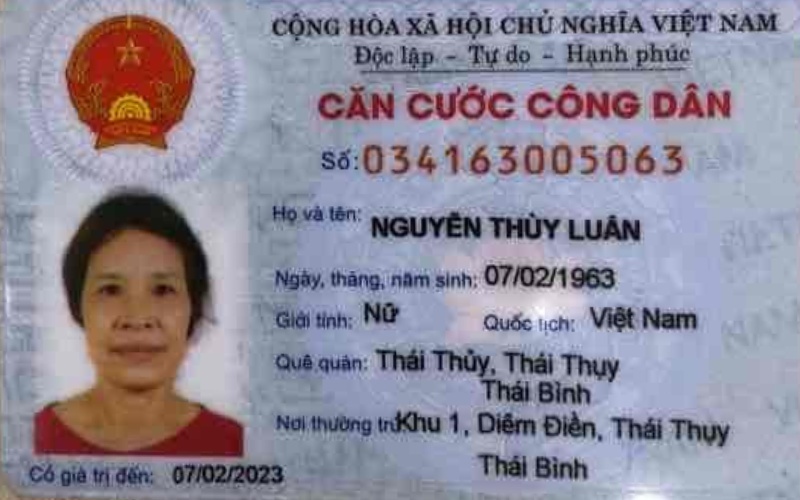 CỘNG HÒA XÃ HỘI CHỦ NGHĨA VIỆT NAM
Độc lập - Tự do - Hạnh phúc
CĂN CƯỚC CÔNG DÂN
Số: 034163005063
Họ và tên: NGUYỄN THÙY LUÂN
Ngày, tháng, năm sinh: 07/02/1963
Giới tính: Nữ Quốc tịch: Việt Nam
Quê quán: Thái Thủy, Thái Thụy
Thái Bình
Nơi thường trú: Khu 1, Diêm Điền, Thái Thụy
Thái Bình
Có giá trị đến: 07/02/2023